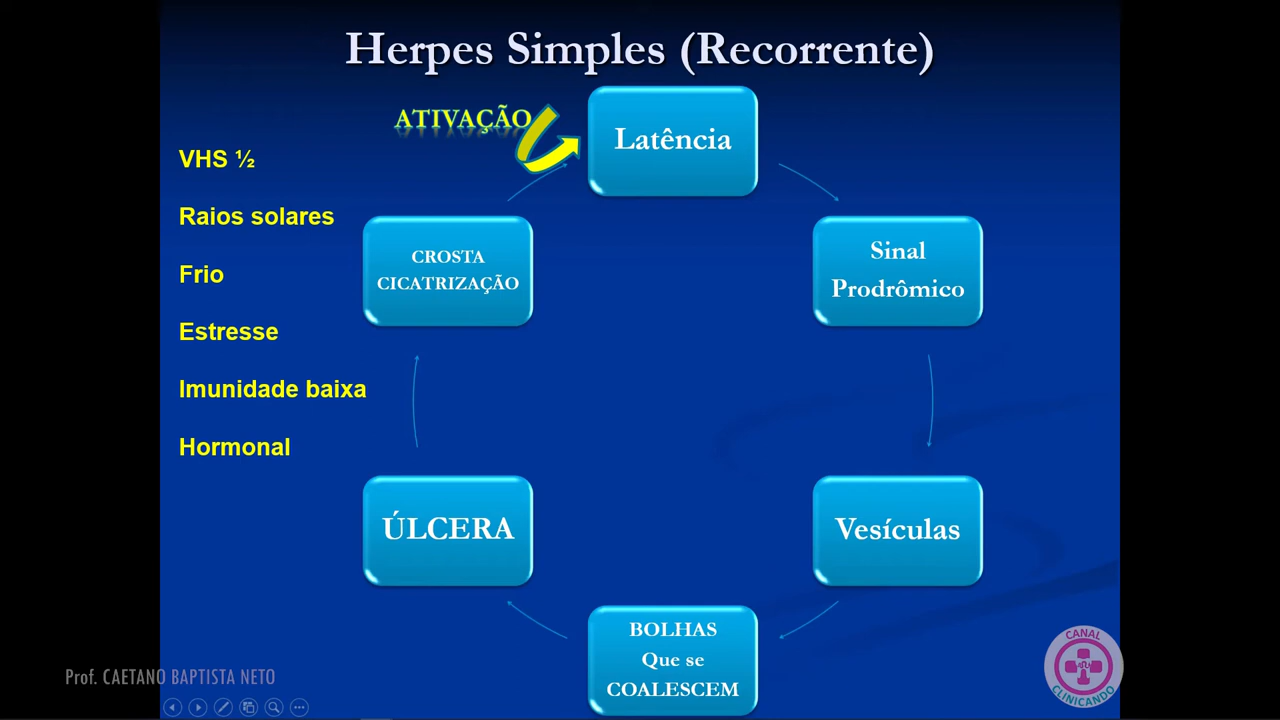 Herpes Simples (Recorrente)
ATIVAÇÃO
Latência
VHS ½
Raios solares
Frio
Estresse
Imunidade baixa
Hormonal
Sinal
Prodrômico
Vesículas
BOLHAS
Que se
COALESCEM
ÚLCERA
CROSTA
CICATRIZAÇÃO
Prof. CAETANO BAPTISTA NETO
CANAL
CLINICANDO